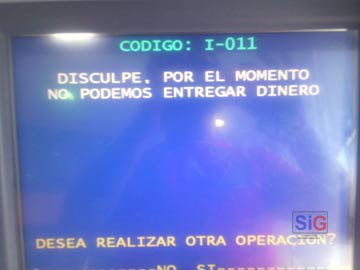 CODIGO: I-011
DISCULPE, POR EL MOMENTO
NO PODEMOS ENTREGAR DINERO
SiG
DESEA REALIZAR OTRA OPERACION?
NO SI